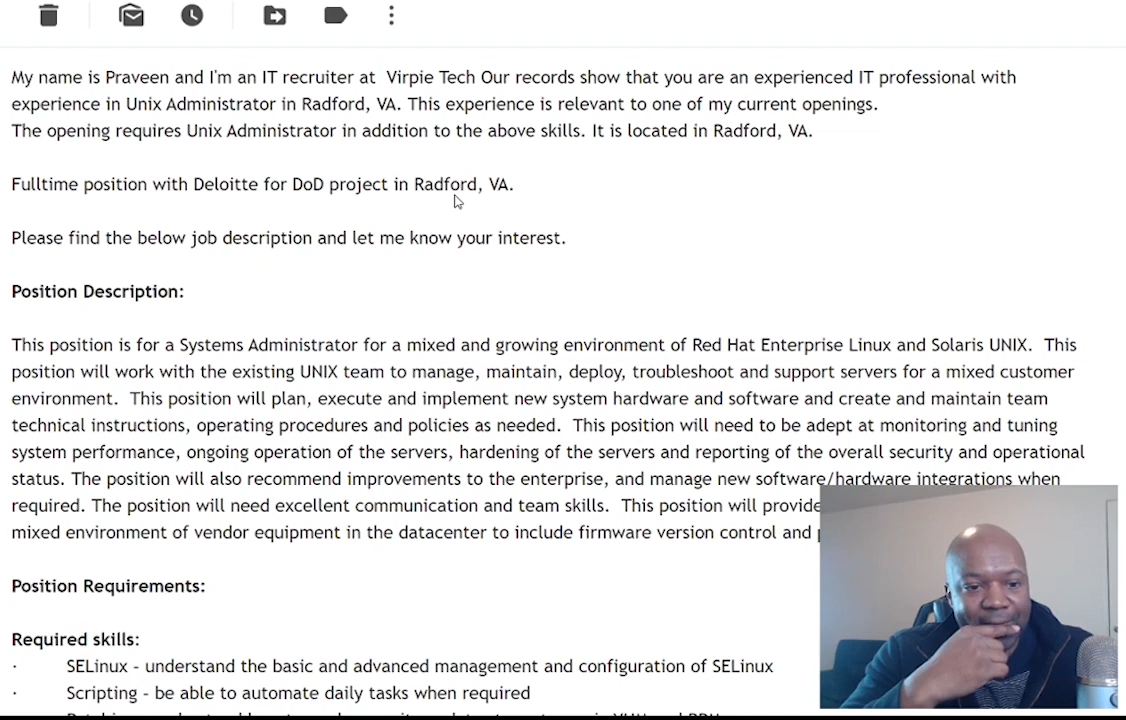 My name is Praveen and I'm an IT recruiter at  Virpie Tech Our records show that you are an experienced IT professional with
experience in Unix Administrator in Radford, VA. This experience is relevant to one of my current openings.
The opening requires Unix Administrator in addition to the above skills. It is located in Radford, VA.
Fulltime position with Deloitte for DoD project in Radford, VA.
Please find the below job description and let me know your interest.
Position Description:
This position is for a Systems Administrator for a mixed and growing environment of Red Hat Enterprise Linux and Solaris UNIX.  This
position will work with the existing UNIX team to manage, maintain, deploy, troubleshoot and support servers for a mixed customer
environment.  This position will plan, execute and implement new system hardware and software and create and maintain team
technical instructions, operating procedures and policies as needed.  This position will need to be adept at monitoring and tuning
system performance, ongoing operation of the servers, hardening of the servers and reporting of the overall security and operational
status. The position will also recommend improvements to the enterprise, and manage new software/hardware integrations when
required. The position will need excellent communication and team skills.  This position will provide
mixed environment of vendor equipment in the datacenter to include firmware version control and
Position Requirements:
Required skills:
· SELinux - understand the basic and advanced management and configuration of SELinux
· Scripting - be able to automate daily tasks when required